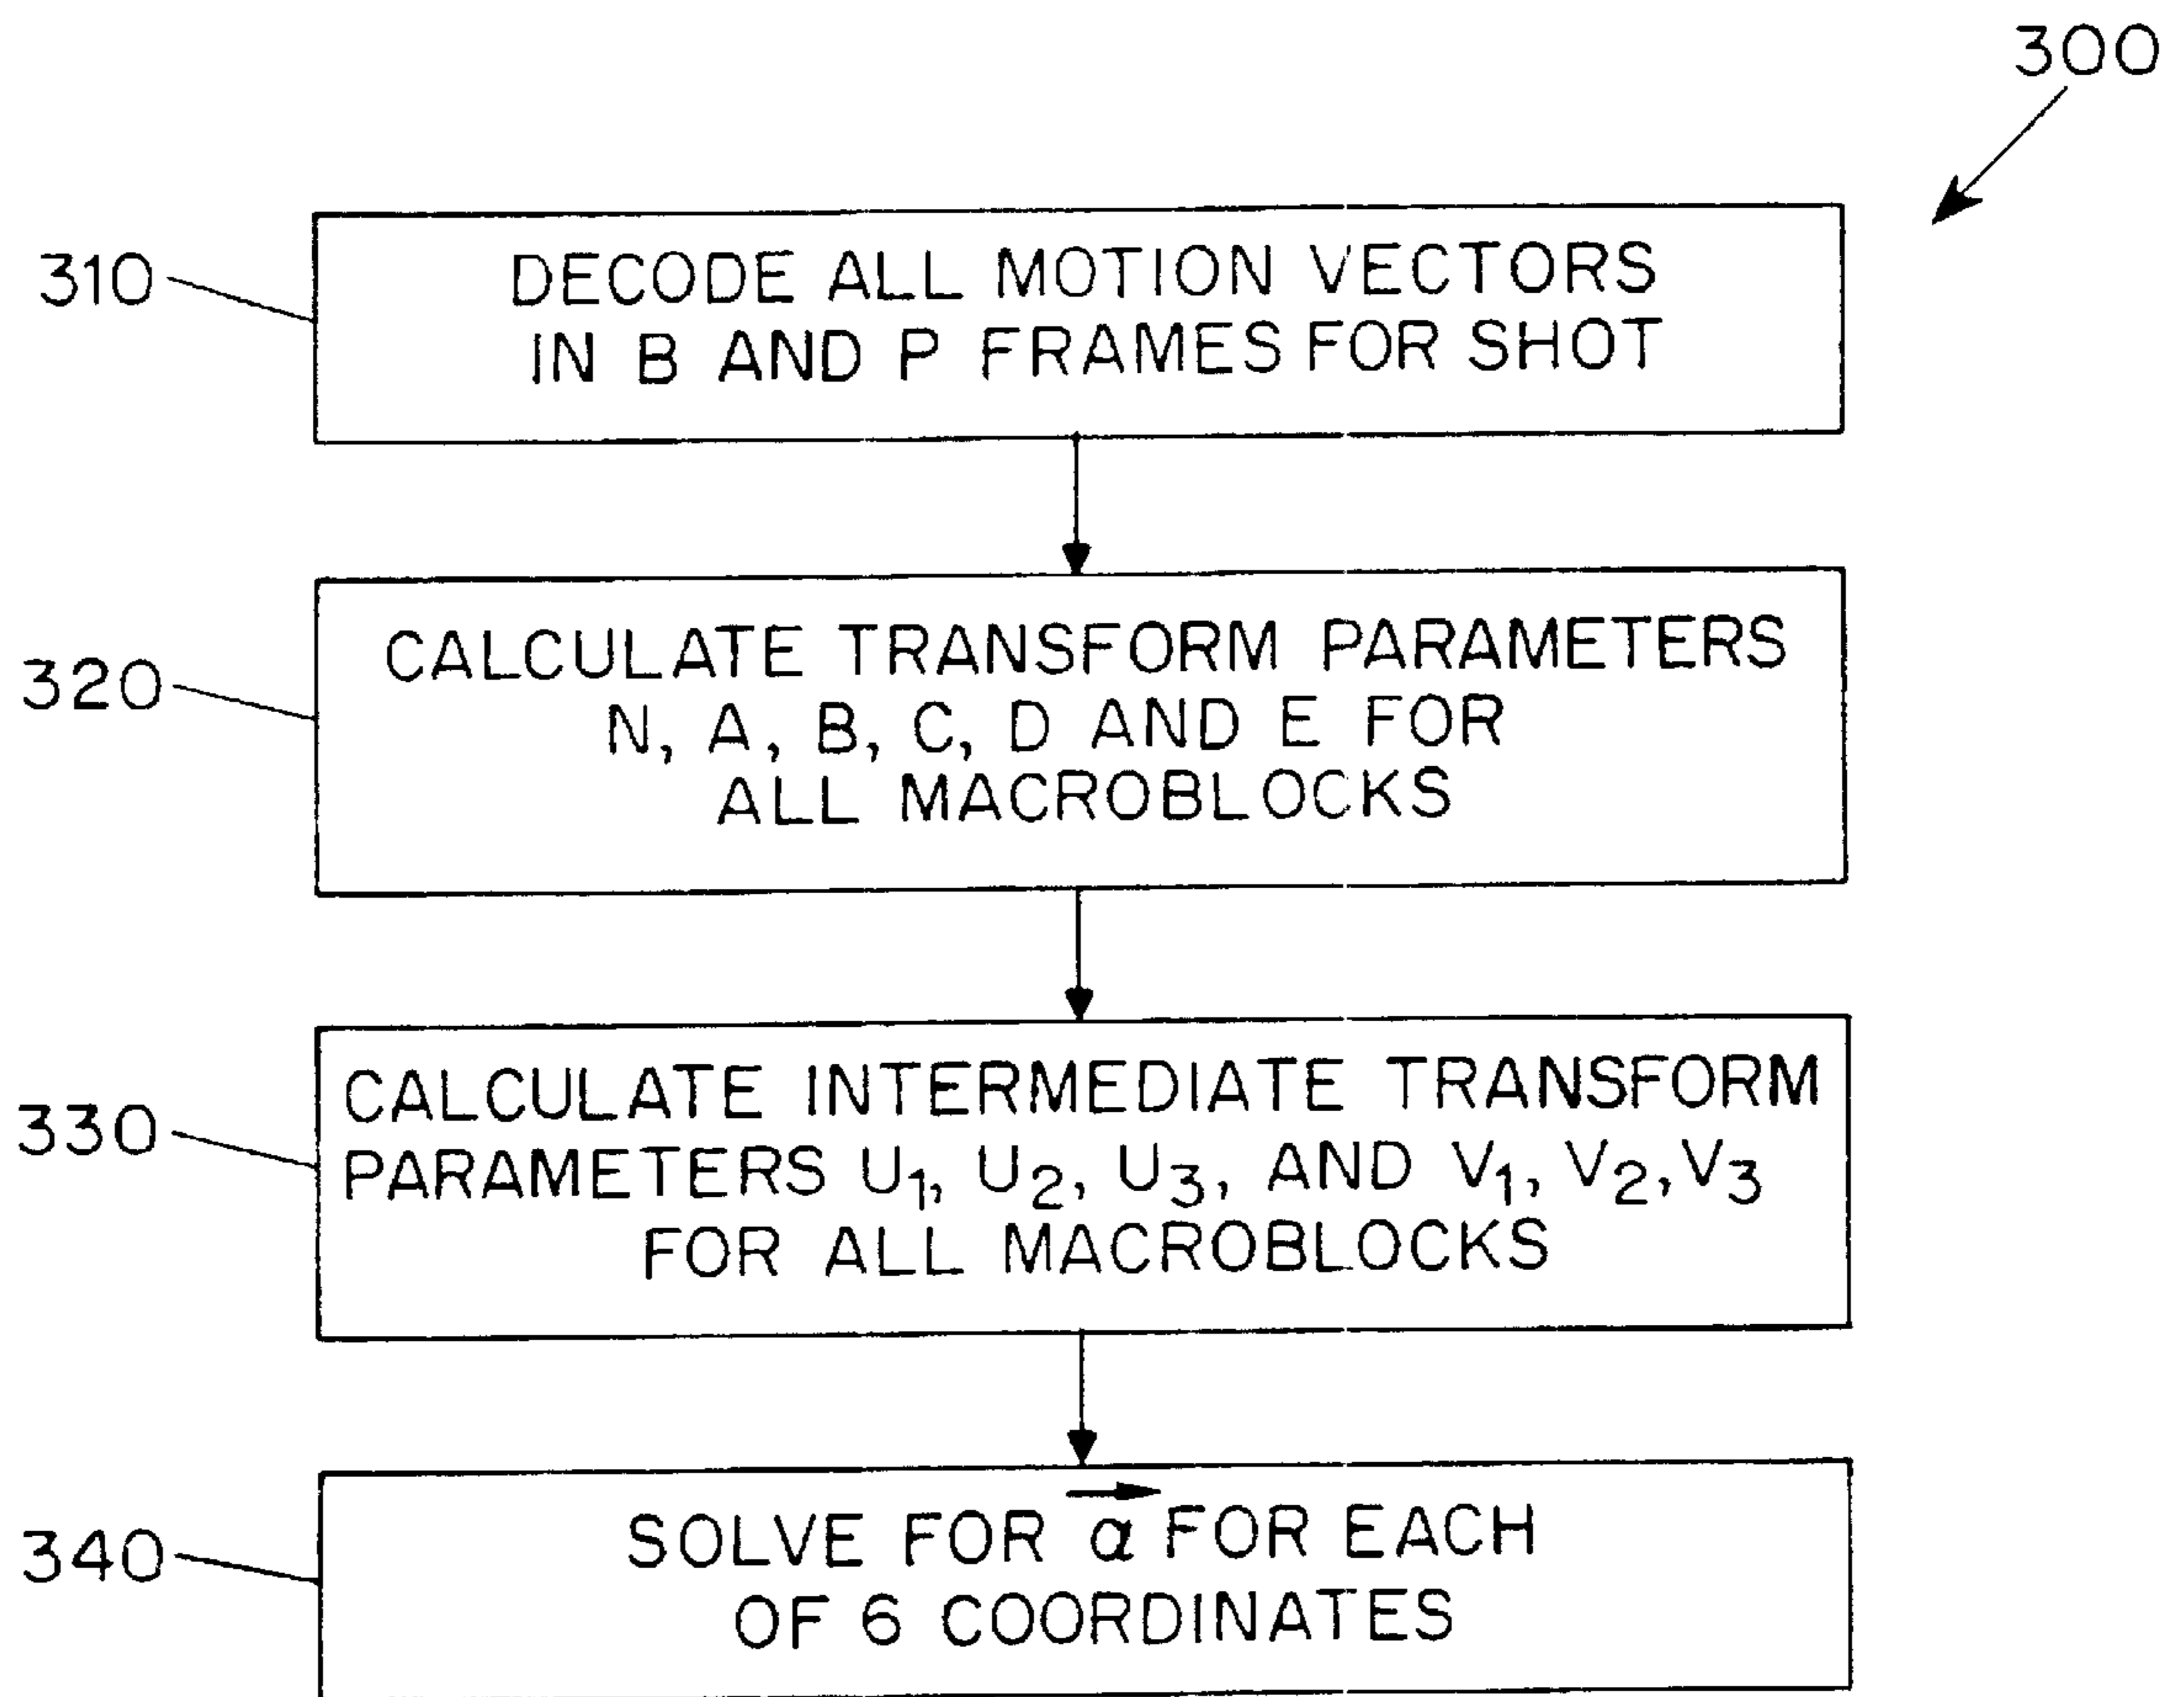 300
310
DECODE ALL MOTION VECTORS
IN B AND P FRAMES FOR SHOT
320
CALCULATE TRANSFORM PARAMETERS
N, A, B, C, D AND E FOR
ALL MACROBLOCKS
330
CALCULATE INTERMEDIATE TRANSFORM
PARAMETERS U₁, U₂, U₃, AND V₁, V₂, V₃
FOR ALL MACROBLOCKS
340
SOLVE FOR α⃗ FOR EACH
OF 6 COORDINATES